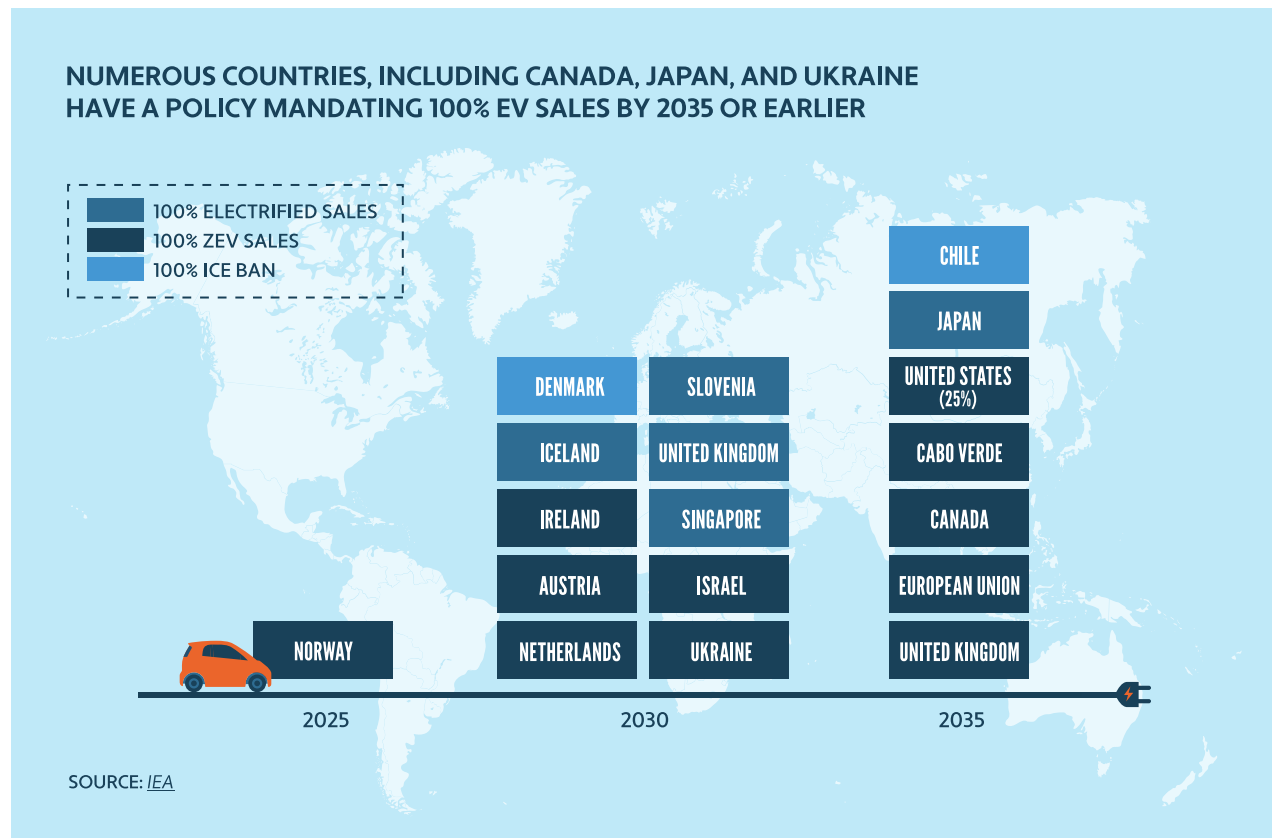 NUMEROUS COUNTRIES, INCLUDING CANADA, JAPAN, AND UKRAINE
HAVE A POLICY MANDATING 100% EV SALES BY 2035 OR EARLIER
100% ELECTRIFIED SALES
100% ZEV SALES
100% ICE BAN
NORWAY
DENMARK
ICELAND
IRELAND
AUSTRIA
NETHERLANDS
SLOVENIA
UNITED KINGDOM
SINGAPORE
ISRAEL
UKRAINE
CHILE
JAPAN
UNITED STATES
(25%)
CABO VERDE
CANADA
EUROPEAN UNION
UNITED KINGDOM
2025
2030
2035
SOURCE: IEA